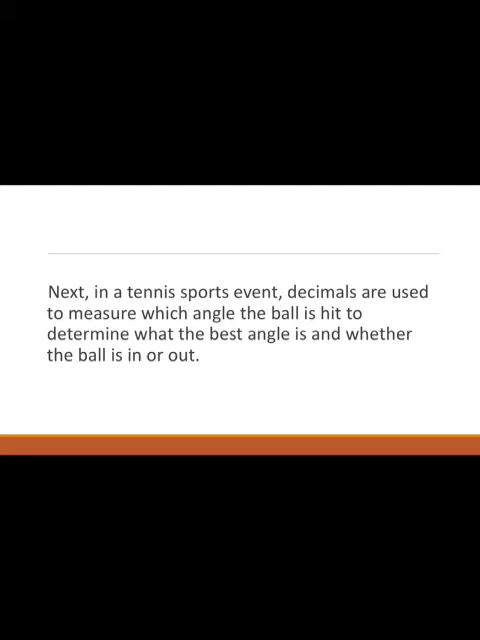 Next, in a tennis sports event, decimals are used
to measure which angle the ball is hit to
determine what the best angle is and whether
the ball is in or out.